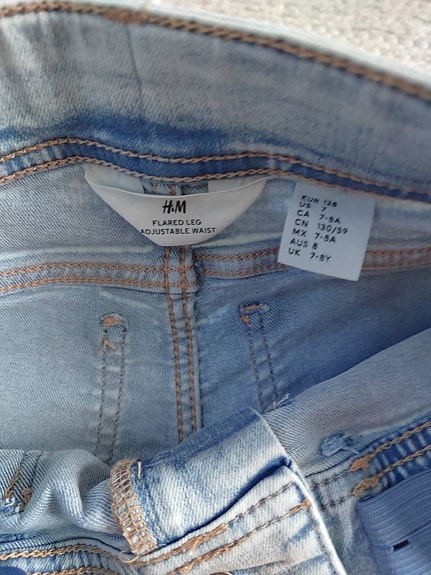 H&M
FLARED LEG
ADJUSTABLE WAIST
EUR 128
US 7
CA 7-8A
CN 130/59
MX 7-8A
AUS 8
UK 7-8Y